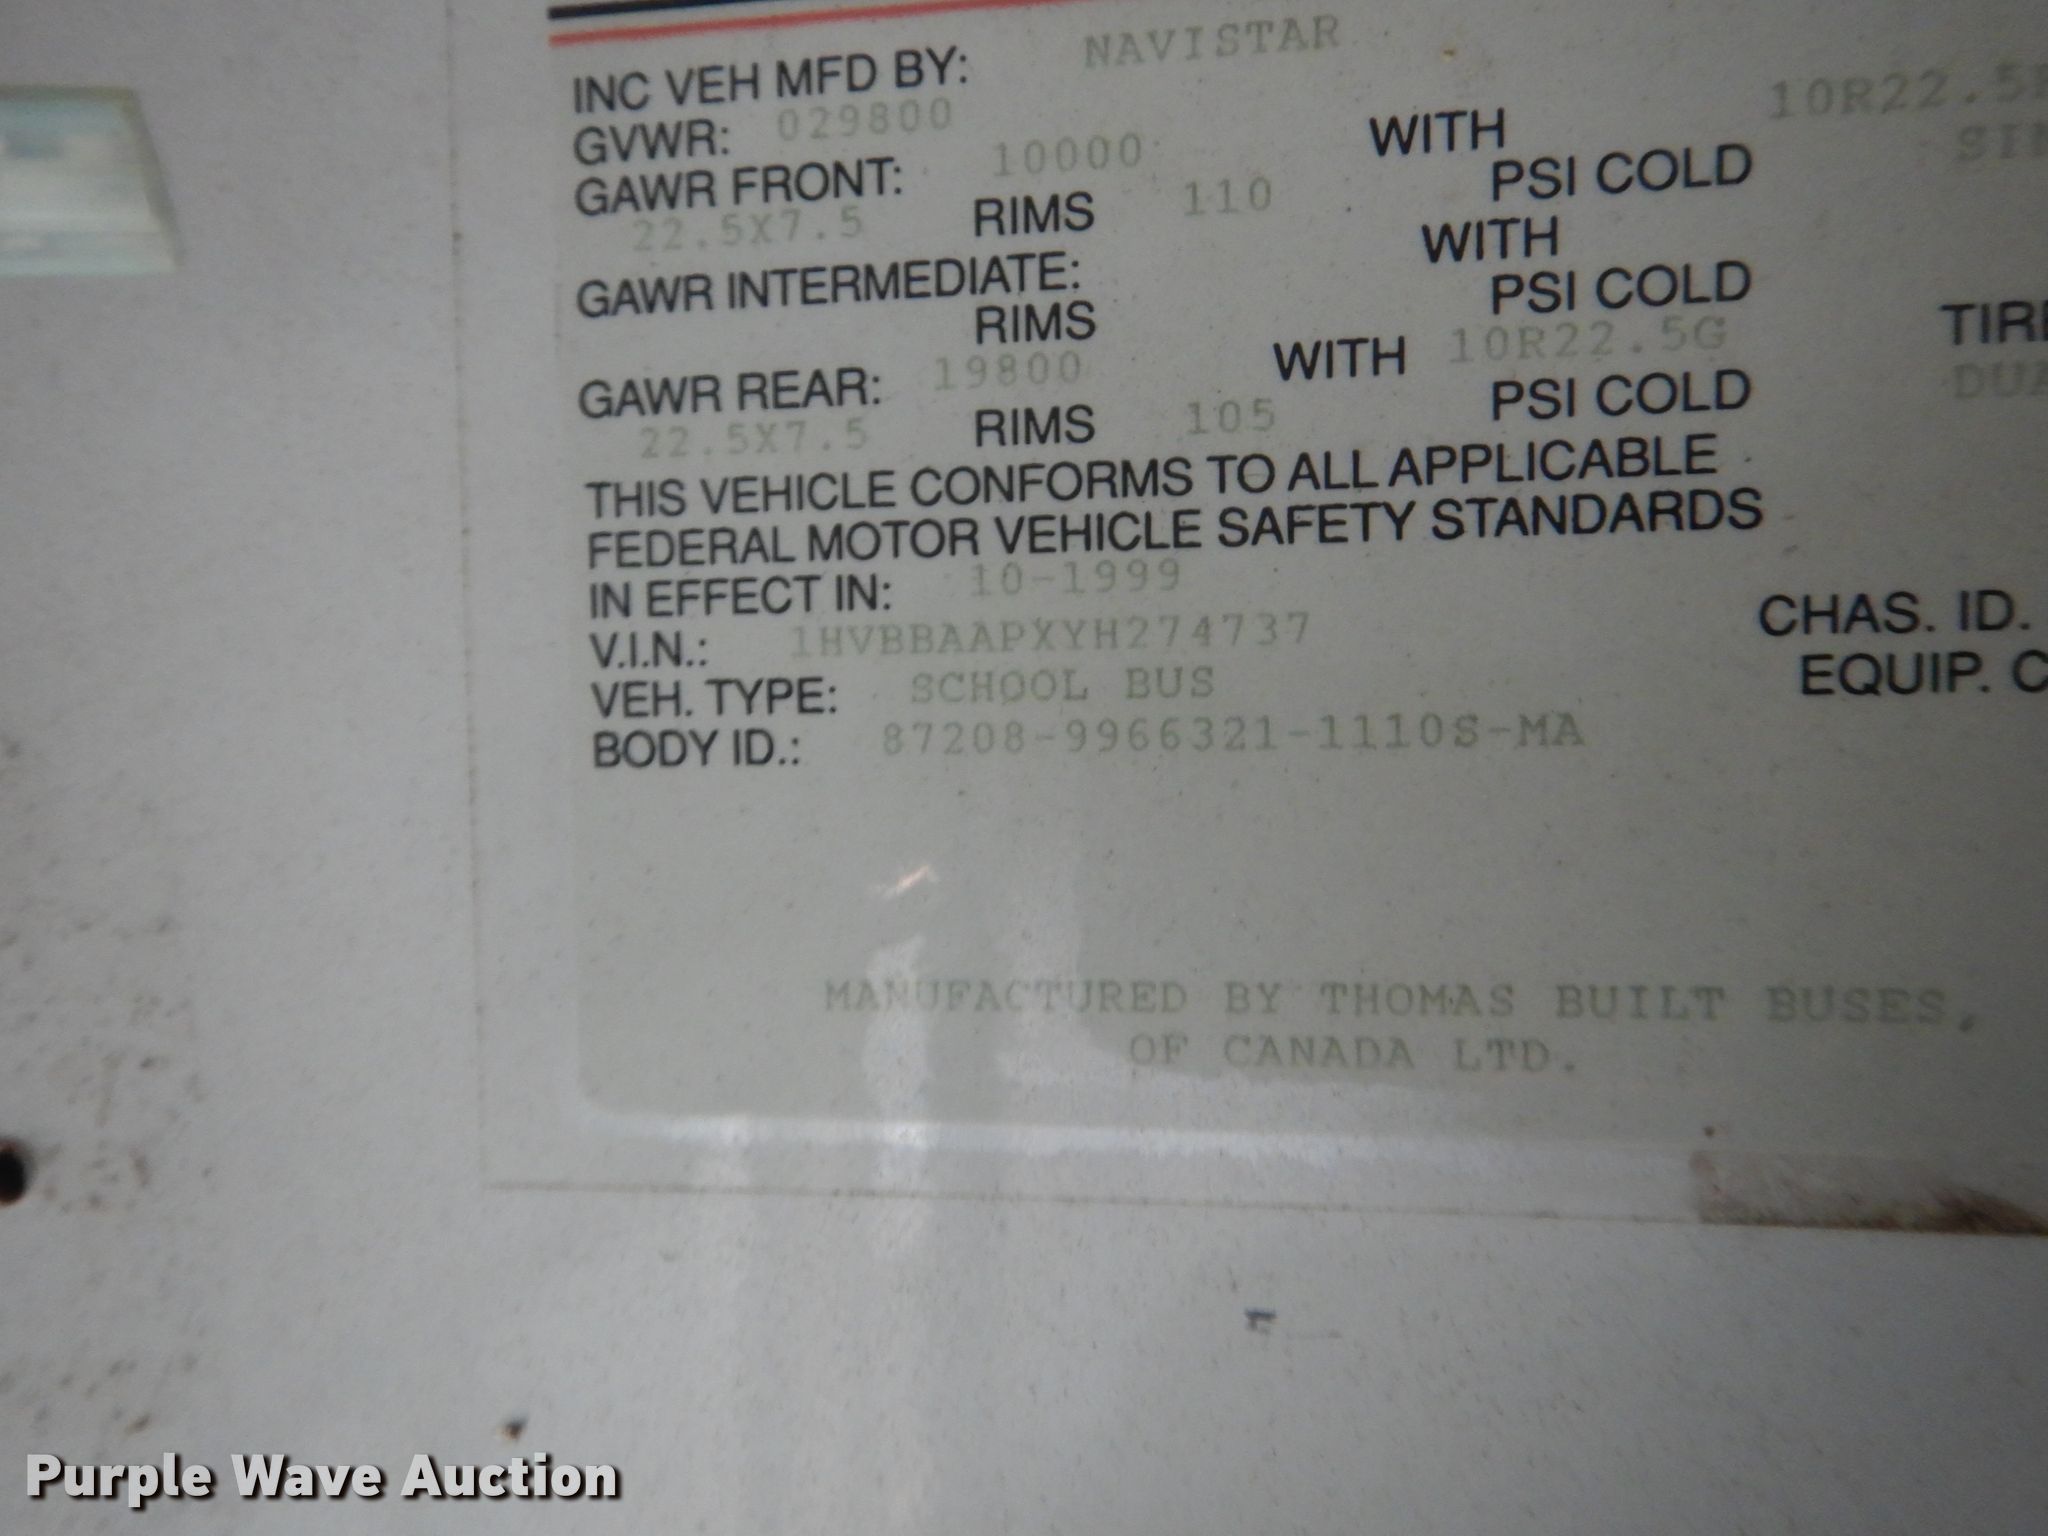 INC VEH MFD BY: NAVISTAR
GVWR: 029800
GAWR FRONT: 10000 WITH 10R22.5
22.5X7.5 RIMS 110 PSI COLD
GAWR INTERMEDIATE: WITH
RIMS PSI COLD
GAWR REAR: 19800 WITH 10R22.5G TIRE
22.5X7.5 RIMS 105 PSI COLD
THIS VEHICLE CONFORMS TO ALL APPLICABLE
FEDERAL MOTOR VEHICLE SAFETY STANDARDS
IN EFFECT IN: 10-1999
V.I.N.: 1HVBBAAPXYH274737 CHAS. ID.
VEH. TYPE: SCHOOL BUS EQUIP. C
BODY ID.: 87208-9966321-1110S-MA
MANUFACTURED BY THOMAS BUILT BUSES,
OF CANADA LTD.
Purple Wave Auction